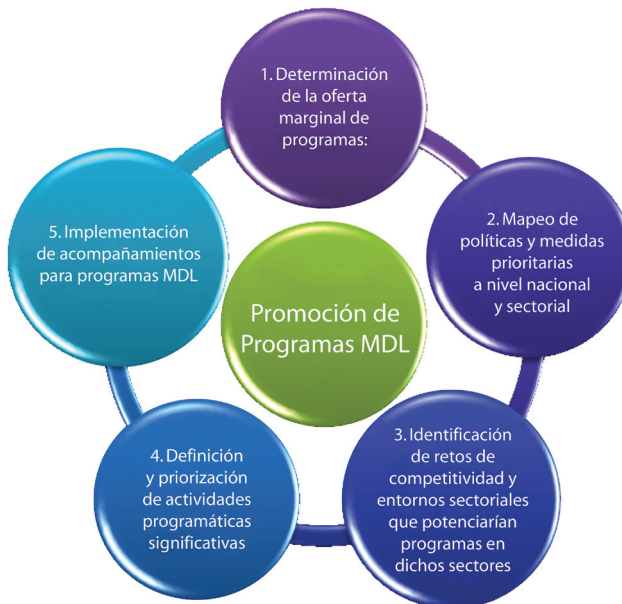 1. Determinación
de la oferta
marginal de
programas:
2. Mapeo de
políticas y medidas
prioritarias
a nivel nacional
y sectorial
3. Identificación
de retos de
competitividad y
entornos sectoriales
que potenciarían
programas en
dichos sectores
4. Definición
y priorización
de actividades
programáticas
significativas
5. Implementación
de acompañamientos
para programas MDL
Promoción de
Programas MDL